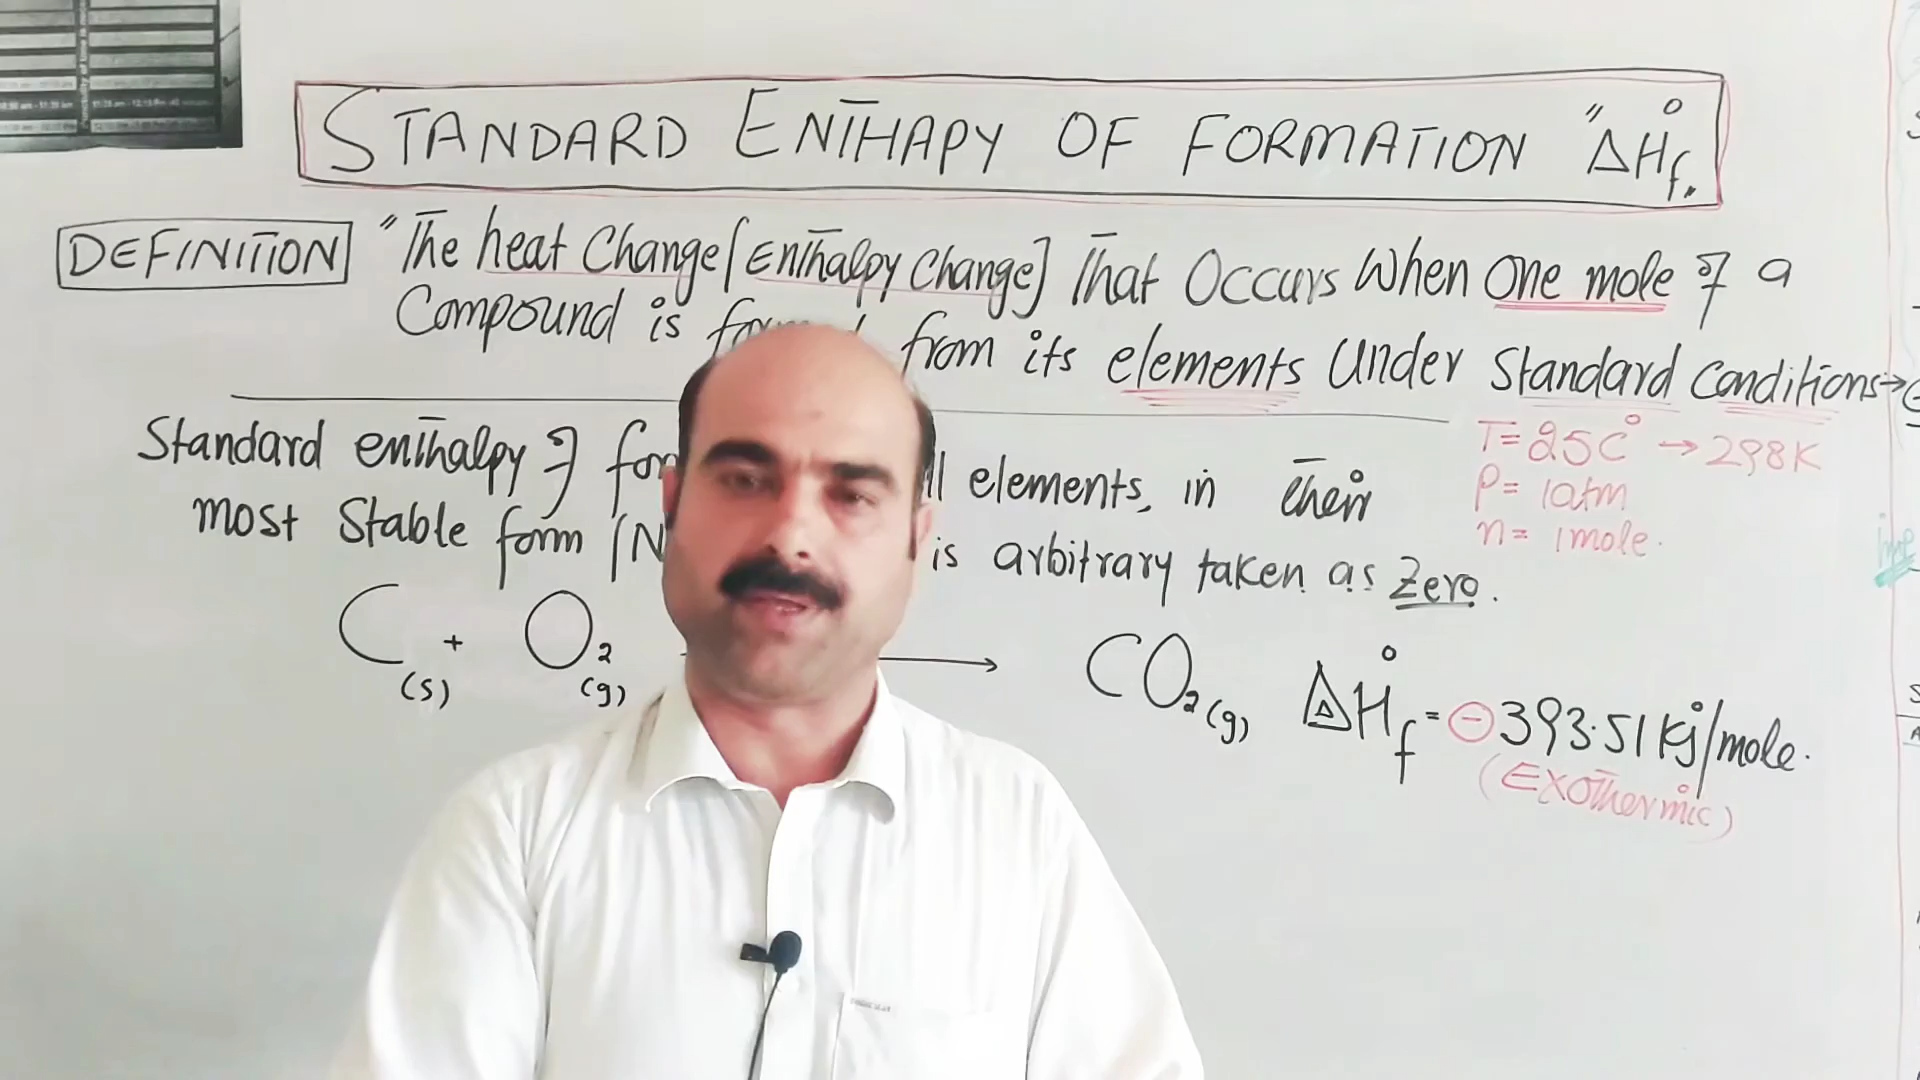 STANDARD ENTHAPY OF FORMATION "ΔH°f"
DEFINITION "The heat Change [Enthalpy Change] That Occurs When One mole of a
Compound is from its elements Under Standard Conditions→
T= 25C° → 298K
P= 1atm
n= 1mole.
Standard enthalpy of elements, in their
most Stable form is arbitrary taken as Zero.
C(s) + O2(g) → CO2(g) ΔH°f = -393.51 kj/mole.
(Exothermic)